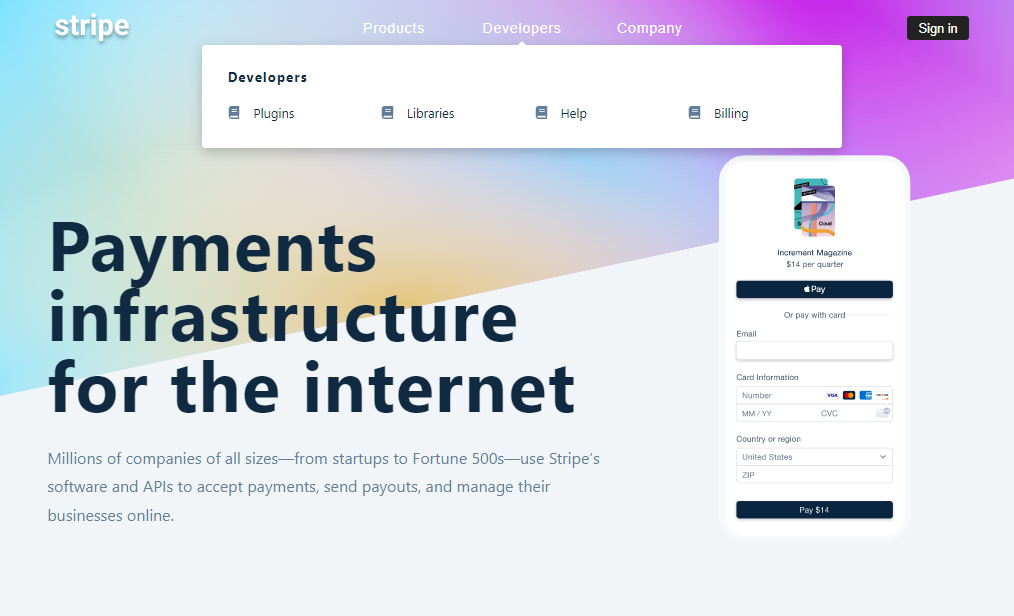 stripe
Products Developers Company
Sign in
Developers
Plugins Libraries Help Billing
Payments
infrastructure
for the internet
Millions of companies of all sizes—from startups to Fortune 500s—use Stripe’s
software and APIs to accept payments, send payouts, and manage their
businesses online.
Cloud
Increment Magazine
$14 per quarter
Pay
Or pay with card
Email
Card Information
Number VISA
MM / YY CVC
Country or region
United States
ZIP
Pay $14